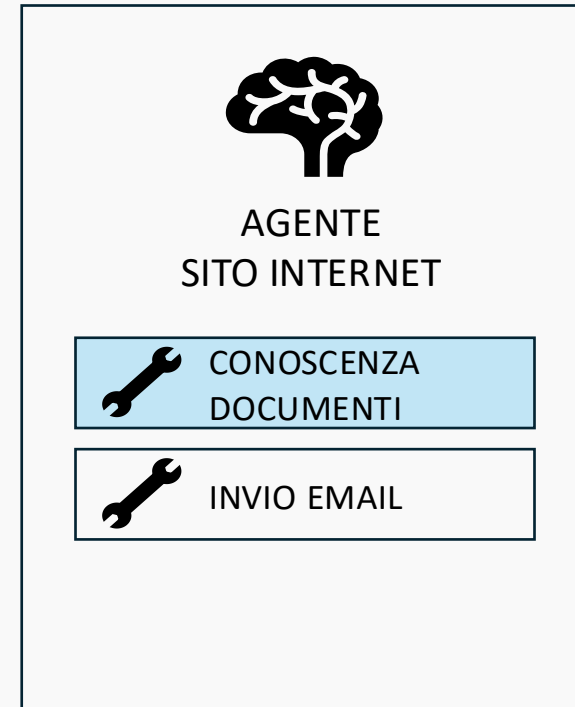 AGENTE
SITO INTERNET
CONOSCENZA
DOCUMENTI
INVIO EMAIL